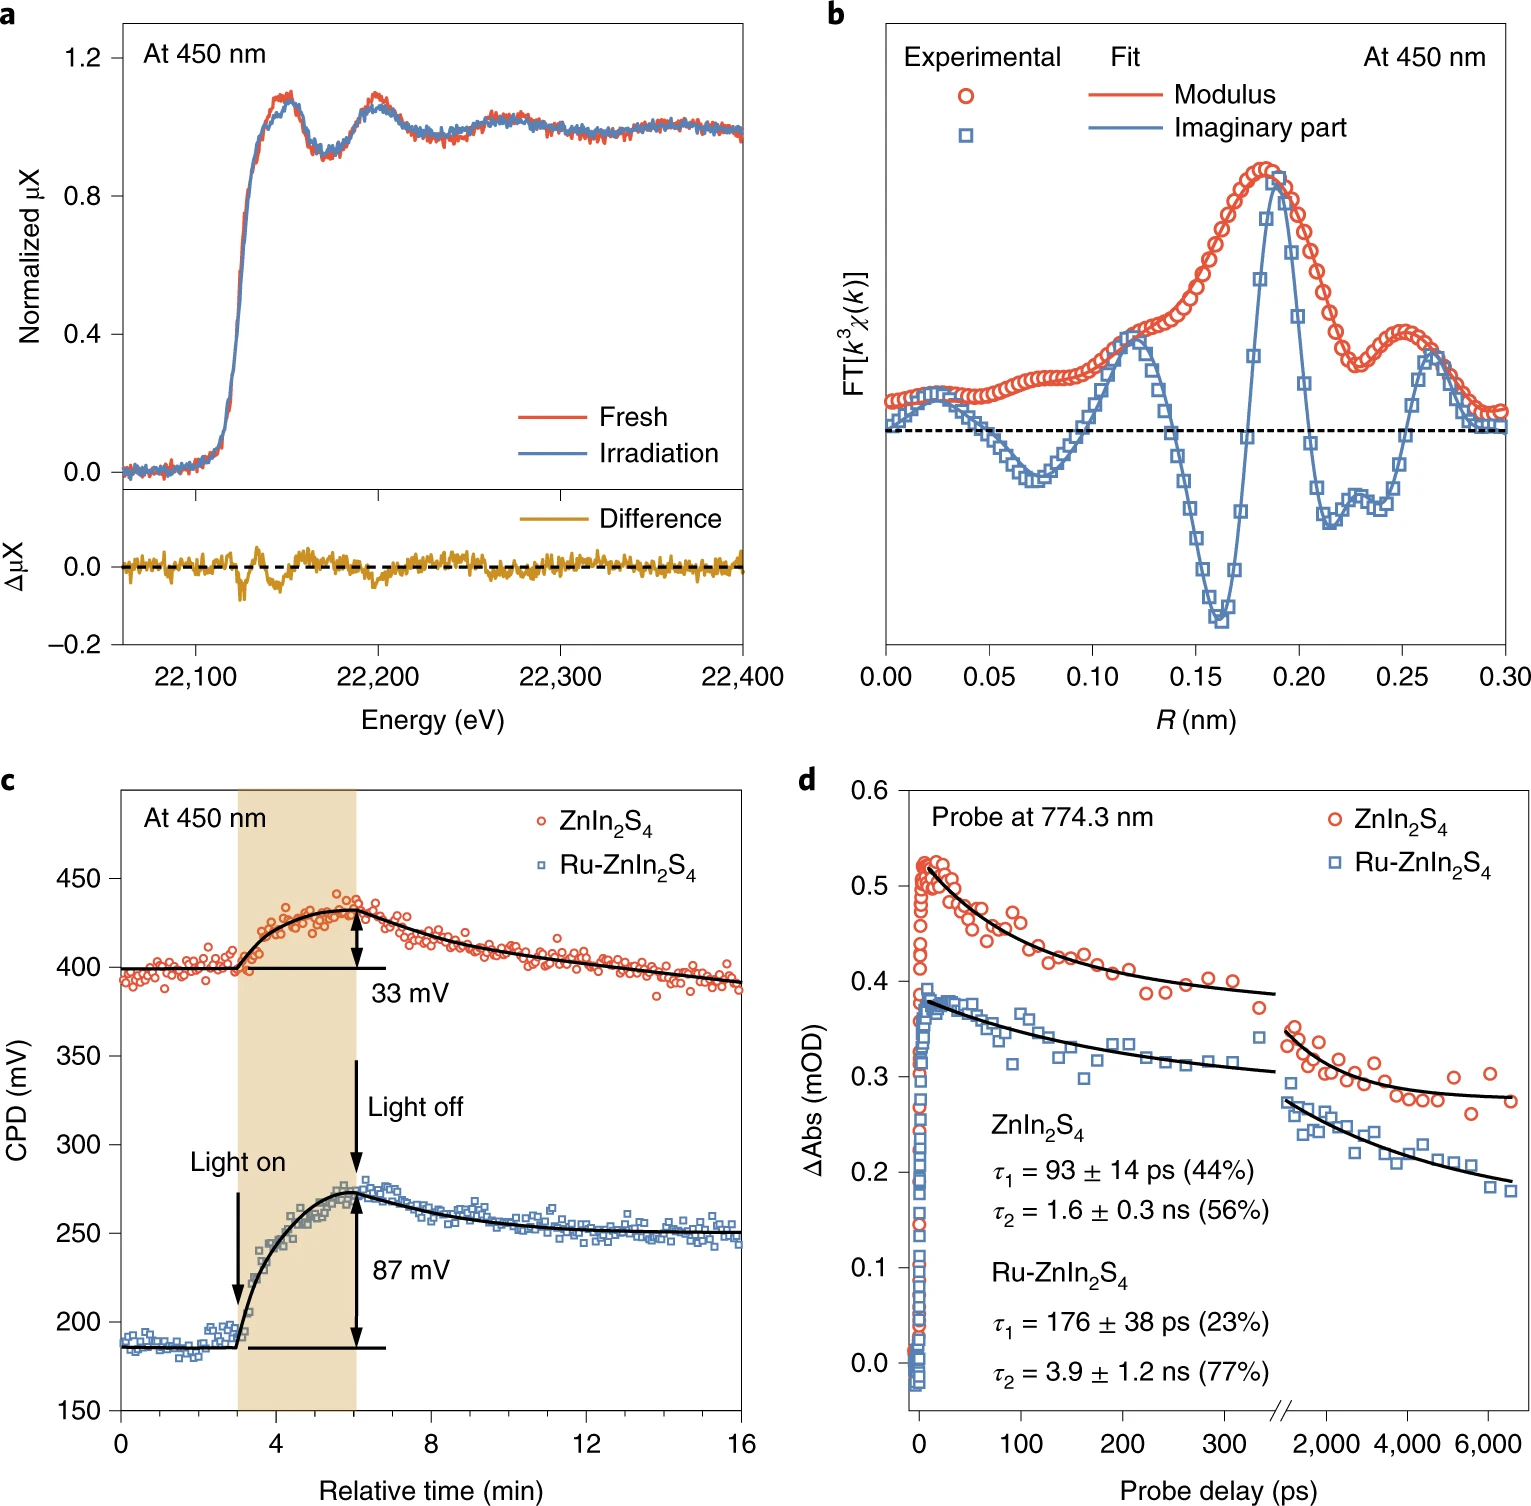 a
At 450 nm
1.2
0.8
0.4
0.0
Normalized µX
Fresh
Irradiation
Difference
0.0
−0.2
ΔµX
22,100 22,200 22,300 22,400
Energy (eV)
b
Experimental Fit At 450 nm
Modulus
Imaginary part
FT[k³χ(k)]
0.00 0.05 0.10 0.15 0.20 0.25 0.30
R (nm)
c
At 450 nm
ZnIn₂S₄
Ru-ZnIn₂S₄
450
400
350
300
250
200
150
CPD (mV)
33 mV
Light off
Light on
87 mV
0 4 8 12 16
Relative time (min)
d
Probe at 774.3 nm
ZnIn₂S₄
Ru-ZnIn₂S₄
0.6
0.5
0.4
0.3
0.2
0.1
0.0
ΔAbs (mOD)
ZnIn₂S₄
τ₁ = 93 ± 14 ps (44%)
τ₂ = 1.6 ± 0.3 ns (56%)
Ru-ZnIn₂S₄
τ₁ = 176 ± 38 ps (23%)
τ₂ = 3.9 ± 1.2 ns (77%)
0 100 200 300 2,000 4,000 6,000
Probe delay (ps)